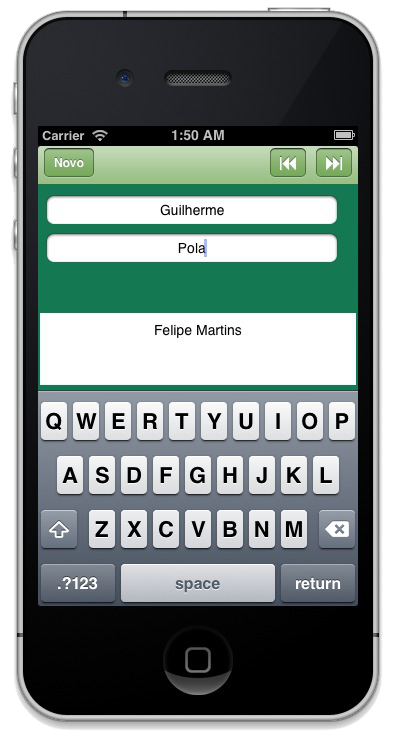 Carrier 1:50 AM
Novo
Guilherme
Pola
Felipe Martins
Q W E R T Y U I O P
A S D F G H J K L
Z X C V B N M
.?123 space return